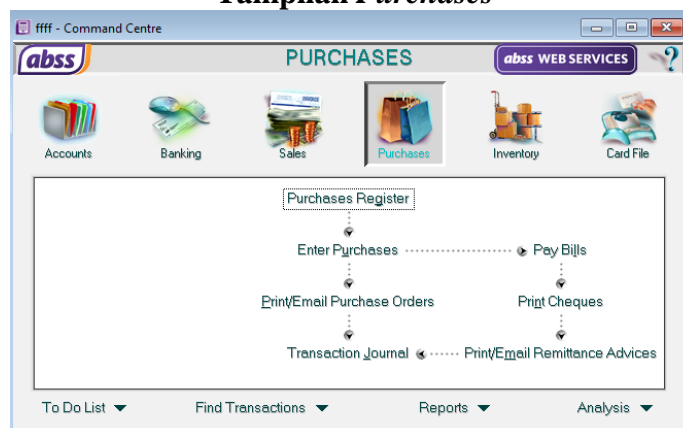 ffff - Command Centre
abss PURCHASES abss WEB SERVICES ?
Accounts Banking Sales Purchases Inventory Card File
Purchases Register
Enter Purchases Pay Bills
Print/Email Purchase Orders Print Cheques
Transaction Journal Print/Email Remittance Advices
To Do List Find Transactions Reports Analysis